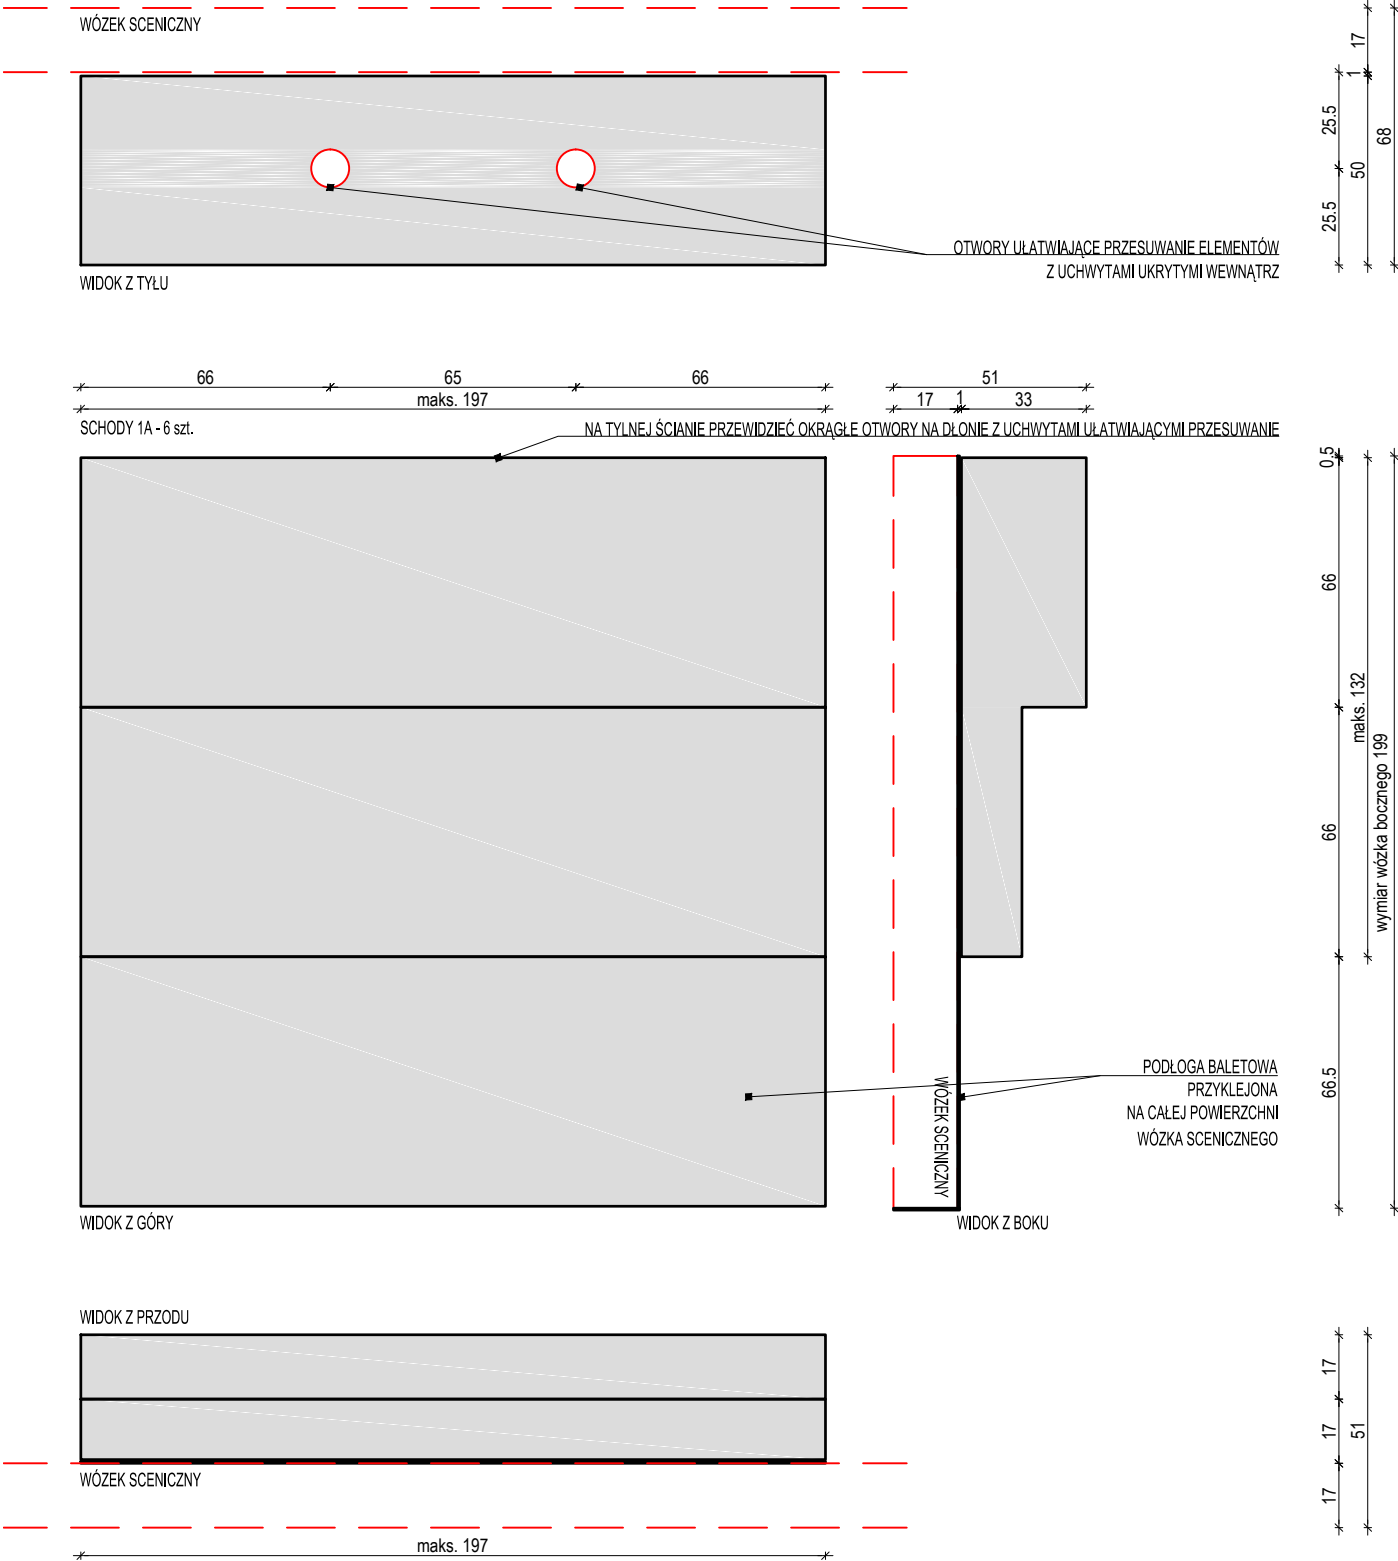 WÓZEK SCENICZNY
17
1
25.5
68
50
25.5
OTWORY UŁATWIAJĄCE PRZESUWANIE ELEMENTÓW
Z UCHWYTAMI UKRYTYMI WEWNĄTRZ
WIDOK Z TYŁU
66
65
66
51
maks. 197
17
1
33
SCHODY 1A - 6 szt.
NA TYLNEJ ŚCIANIE PRZEWIDZIEĆ OKRĄGŁE OTWORY NA DŁONIE Z UCHWYTAMI UŁATWIAJĄCYMI PRZESUWANIE
0.5
66
maks. 132
wymiar wózka bocznego 199
66
66.5
PODŁOGA BALETOWA
PRZYKLEJONA
NA CAŁEJ POWIERZCHNI
WÓZKA SCENICZNEGO
WÓZEK SCENICZNY
WIDOK Z GÓRY
WIDOK Z BOKU
WIDOK Z PRZODU
17
17
51
17
WÓZEK SCENICZNY
maks. 197